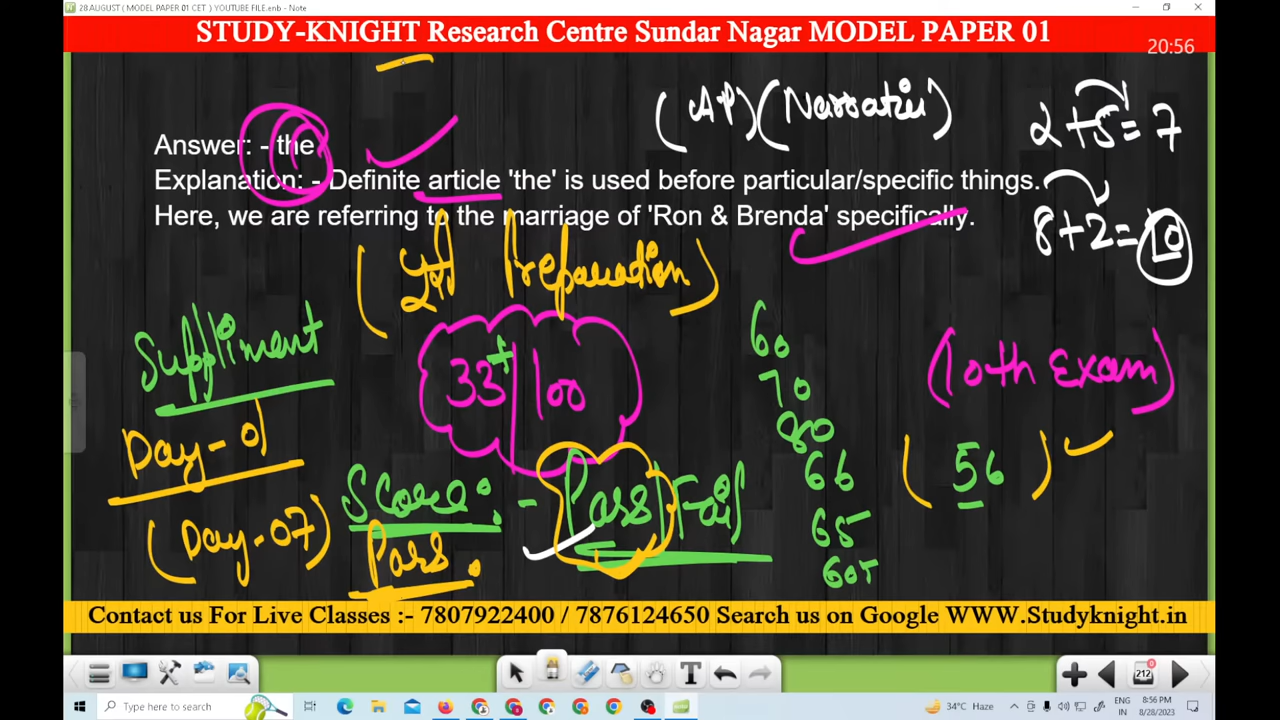 28 AUGUST ( MODEL PAPER 01 CET ) YOUTUBE FILE.enb - Note
STUDY-KNIGHT Research Centre Sundar Nagar MODEL PAPER 01
20:56
(AP) (Narration)
2+5=7
Answer: - the
Explanation: - Definite article 'the' is used before particular/specific things.
Here, we are referring to the marriage of 'Ron & Brenda' specifically.
8+2=10
(पूर्ण Preparation)
Suppliment
33+|100
60
70
80
66
65
60+
(10th Exam)
(56)
Day-01
(Day-07)
Score: - Pass|Fail
Pass.
Contact us For Live Classes :- 7807922400 / 7876124650 Search us on Google WWW.Studyknight.in
T
212
Type here to search
34°C Haze
ENG
IN
8:56 PM
8/28/2023